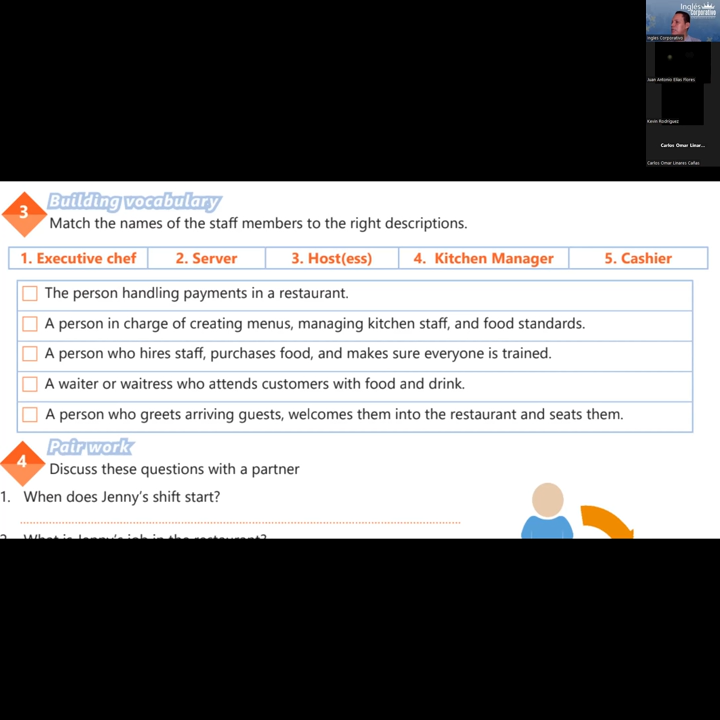 Inglés
Corporativo
Inglés Corporativo
Juan Antonio Elias Flores
Kevin Rodriguez
Carlos Omar Linar...
Carlos Omar Linares Cañas
3
Building vocabulary
Match the names of the staff members to the right descriptions.
1. Executive chef 2. Server 3. Host(ess) 4. Kitchen Manager 5. Cashier
The person handling payments in a restaurant.
A person in charge of creating menus, managing kitchen staff, and food standards.
A person who hires staff, purchases food, and makes sure everyone is trained.
A waiter or waitress who attends customers with food and drink.
A person who greets arriving guests, welcomes them into the restaurant and seats them.
4
Pair work
Discuss these questions with a partner
1. When does Jenny's shift start?
2. What is Jenny's job in the restaurant?